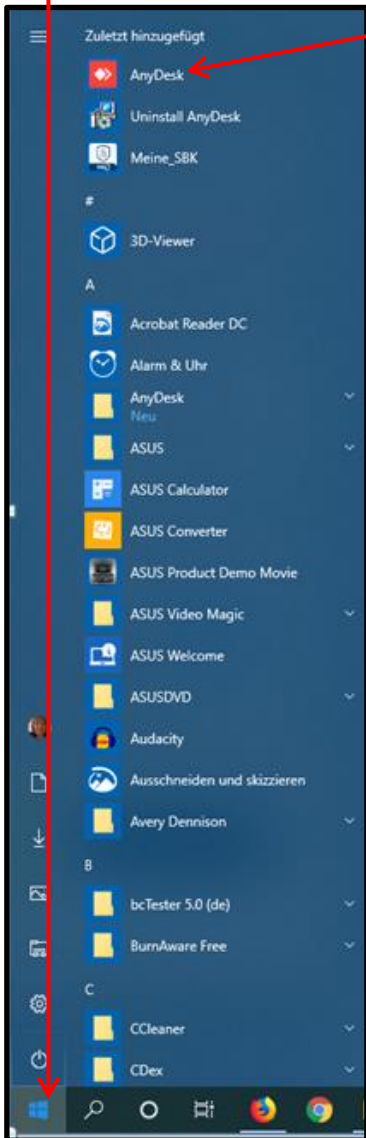 Zuletzt hinzugefügt
AnyDesk
Uninstall AnyDesk
Meine_SBK
#
3D-Viewer
A
Acrobat Reader DC
Alarm & Uhr
AnyDesk
Neu
ASUS
ASUS Calculator
ASUS Converter
ASUS Product Demo Movie
ASUS Video Magic
ASUS Welcome
ASUSDVD
Audacity
Ausschneiden und skizzieren
Avery Dennison
B
bcTester 5.0 (de)
BurnAware Free
C
CCleaner
CDex